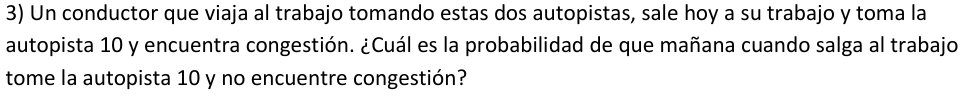 3) Un conductor que viaja al trabajo tomando estas dos autopistas, sale hoy a su trabajo y toma la
autopista 10 y encuentra congestión. ¿Cuál es la probabilidad de que mañana cuando salga al trabajo
tome la autopista 10 y no encuentre congestión?